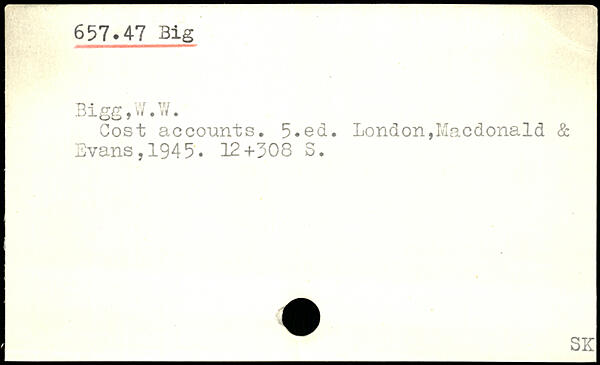 657.47 Big
Bigg,W.W.
Cost accounts. 5.ed. London,Macdonald &
Evans,1945. 12+308 S.
SK